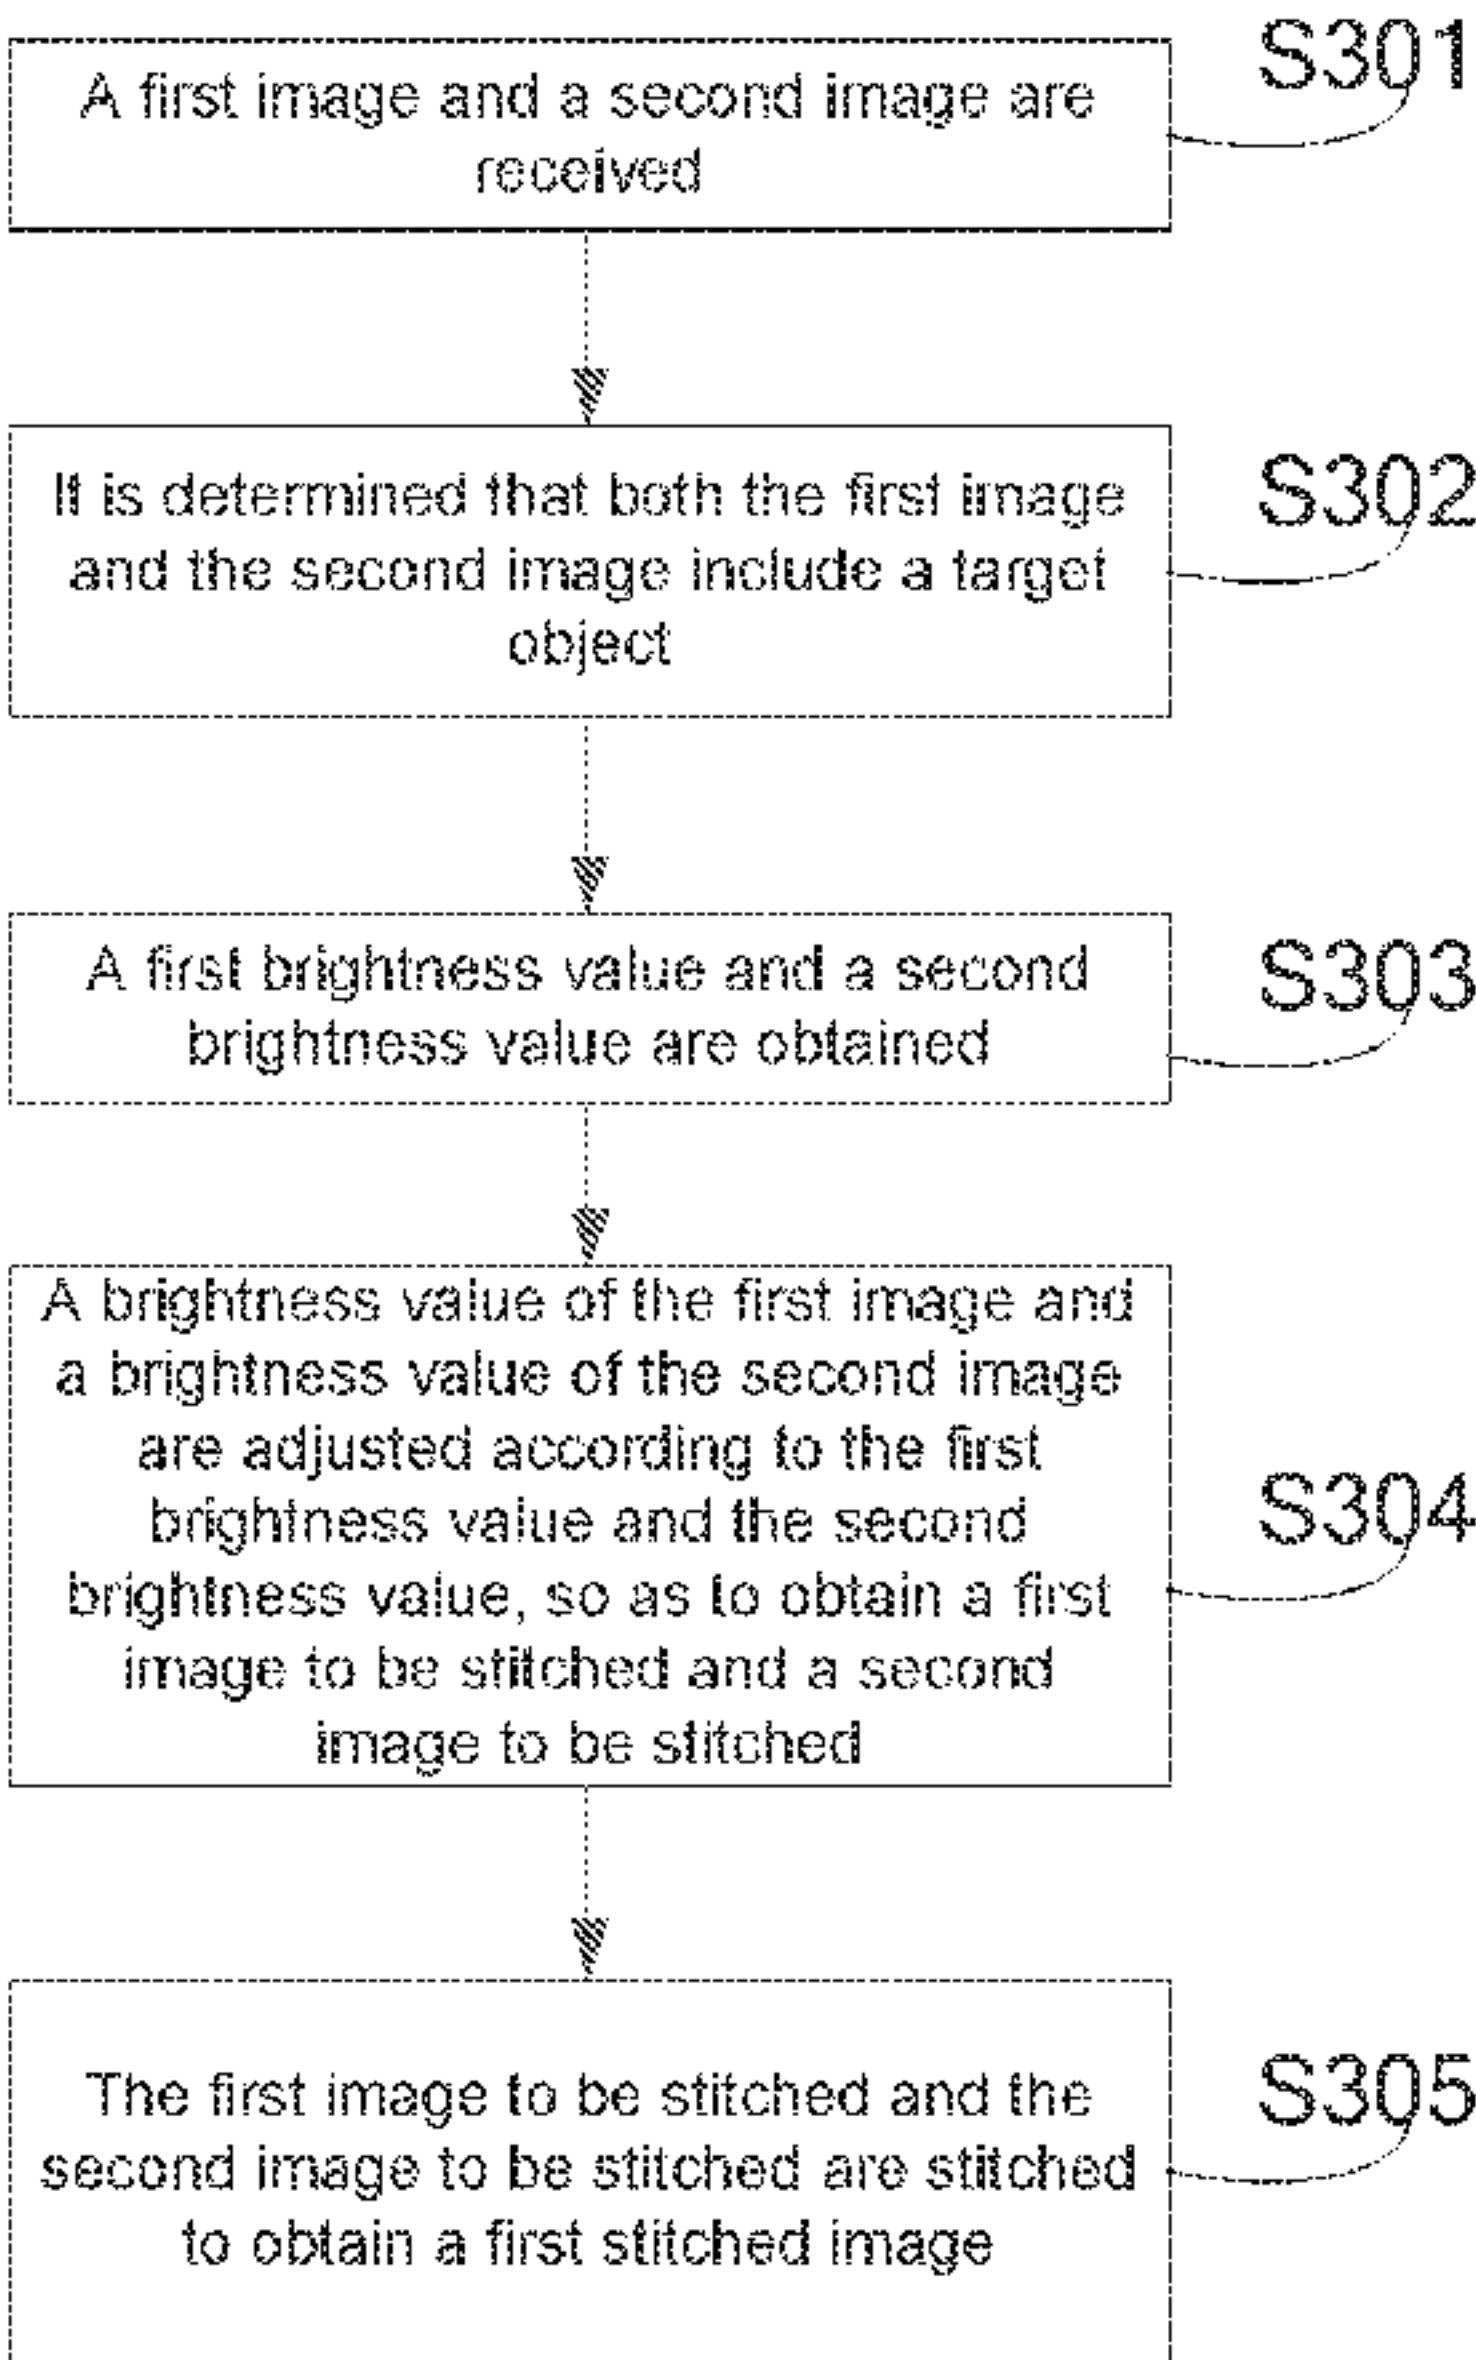 S301
A first image and a second image are
received
S302
It is determined that both the first image
and the second image include a target
object
S303
A first brightness value and a second
brightness value are obtained
A brightness value of the first image and
a brightness value of the second image
are adjusted according to the first
brightness value and the second
S304
brightness value, so as to obtain a first
image to be stitched and a second
image to be stitched
S305
The first image to be stitched and the
second image to be stitched are stitched
to obtain a first stitched image